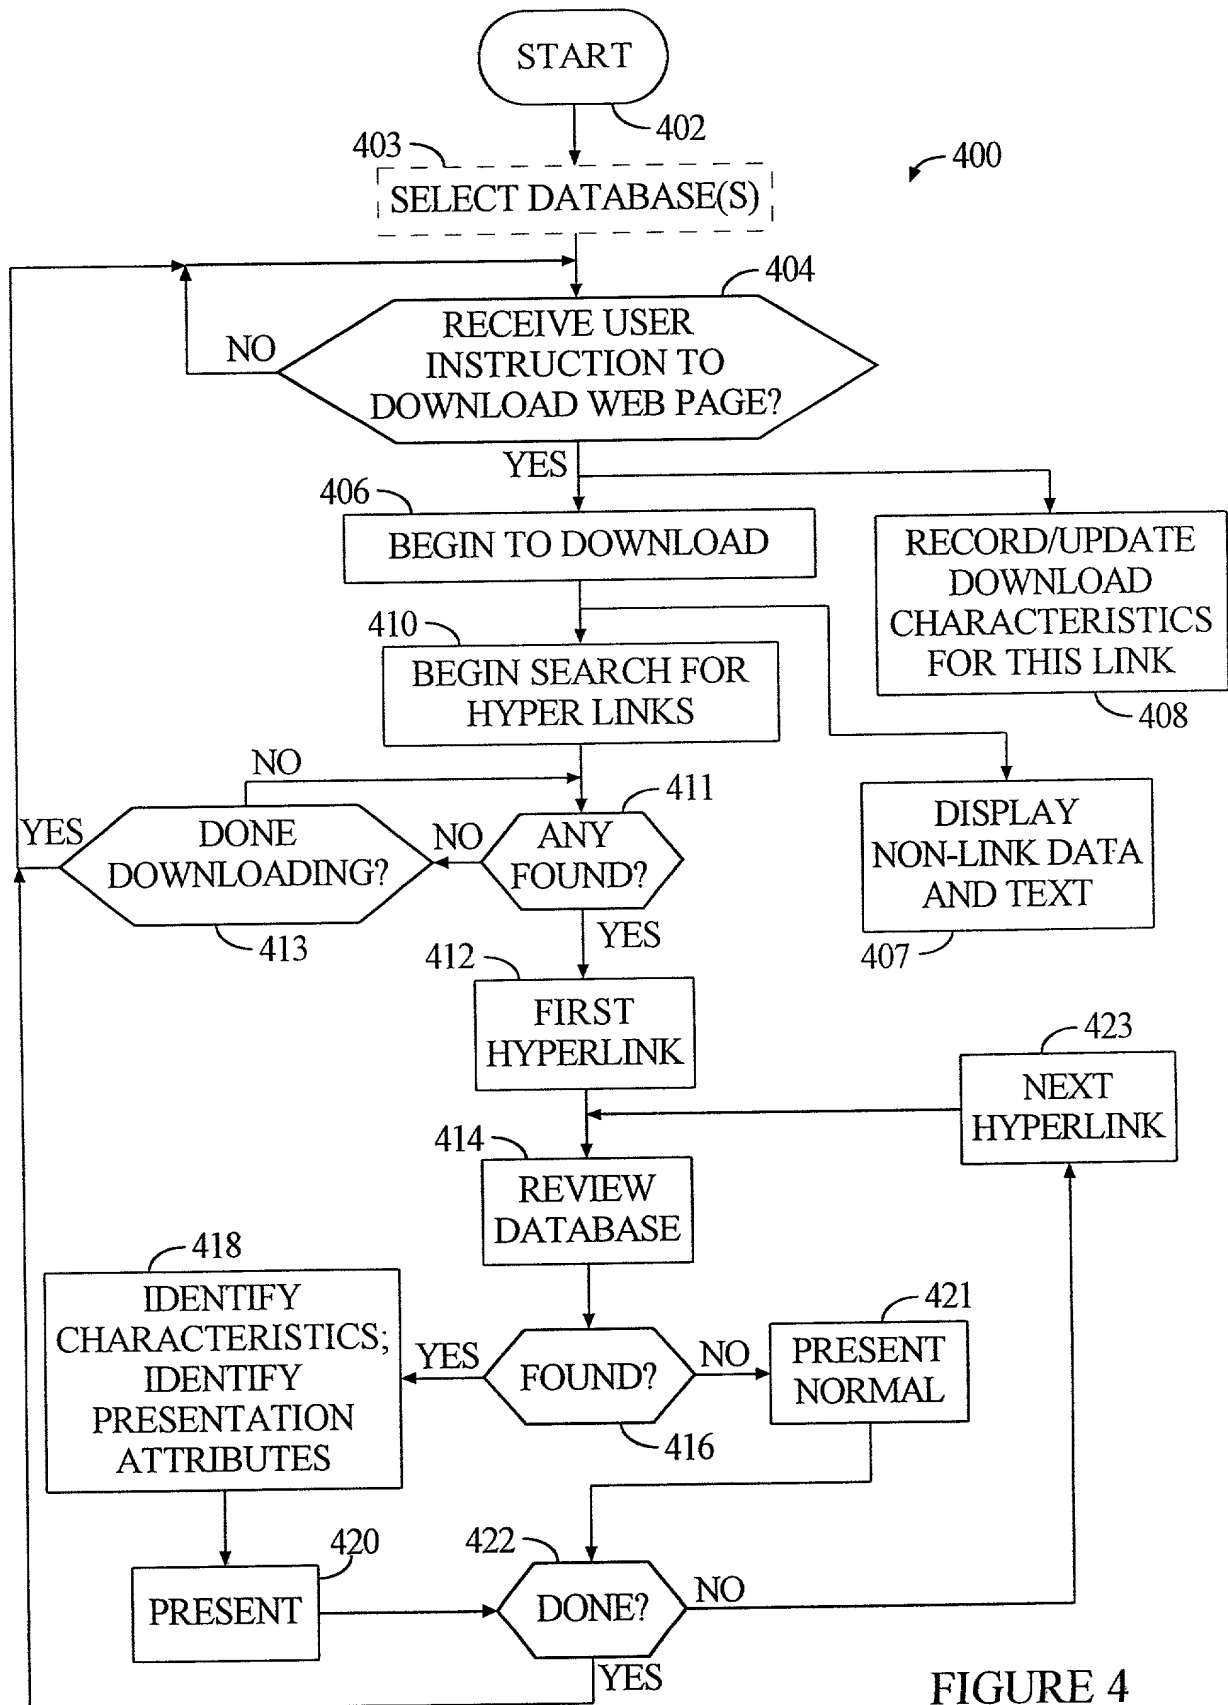 START
402
403
400
SELECT DATABASE(S)
404
RECEIVE USER
INSTRUCTION TO
DOWNLOAD WEB PAGE?
NO
YES
406
BEGIN TO DOWNLOAD
RECORD/UPDATE
DOWNLOAD
CHARACTERISTICS
FOR THIS LINK
408
410
BEGIN SEARCH FOR
HYPER LINKS
NO
411
YES
DONE
DOWNLOADING?
413
NO
ANY
FOUND?
YES
DISPLAY
NON-LINK DATA
AND TEXT
407
412
FIRST
HYPERLINK
423
NEXT
HYPERLINK
414
REVIEW
DATABASE
418
IDENTIFY
CHARACTERISTICS;
IDENTIFY
PRESENTATION
ATTRIBUTES
YES
FOUND?
416
NO
421
PRESENT
NORMAL
420
PRESENT
422
DONE?
NO
YES
FIGURE 4